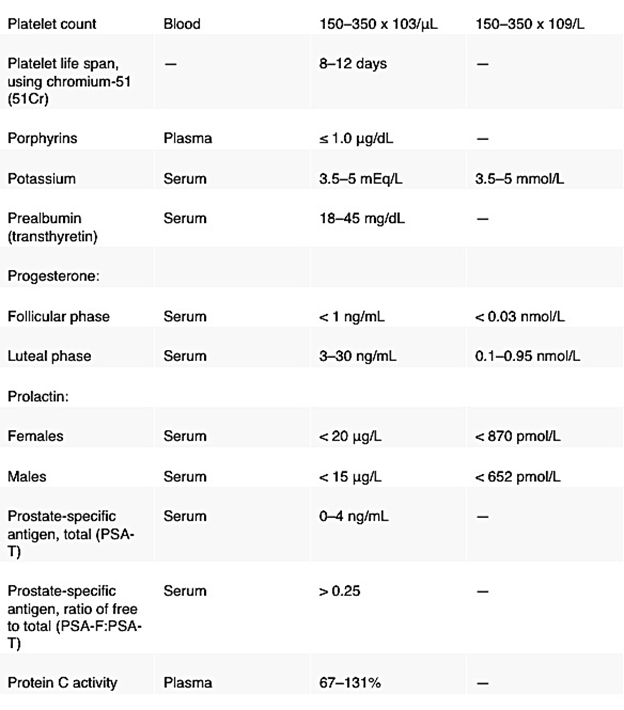 Platelet count Blood 150–350 x 103/μL 150–350 x 109/L
Platelet life span, — 8–12 days —
using chromium-51
(51Cr)
Porphyrins Plasma ≤ 1.0 μg/dL —
Potassium Serum 3.5–5 mEq/L 3.5–5 mmol/L
Prealbumin Serum 18–45 mg/dL —
(transthyretin)
Progesterone:
Follicular phase Serum < 1 ng/mL < 0.03 nmol/L
Luteal phase Serum 3–30 ng/mL 0.1–0.95 nmol/L
Prolactin:
Females Serum < 20 μg/L < 870 pmol/L
Males Serum < 15 μg/L < 652 pmol/L
Prostate-specific Serum 0–4 ng/mL —
antigen, total (PSA-
T)
Prostate-specific Serum > 0.25 —
antigen, ratio of free
to total (PSA-F:PSA-
T)
Protein C activity Plasma 67–131% —